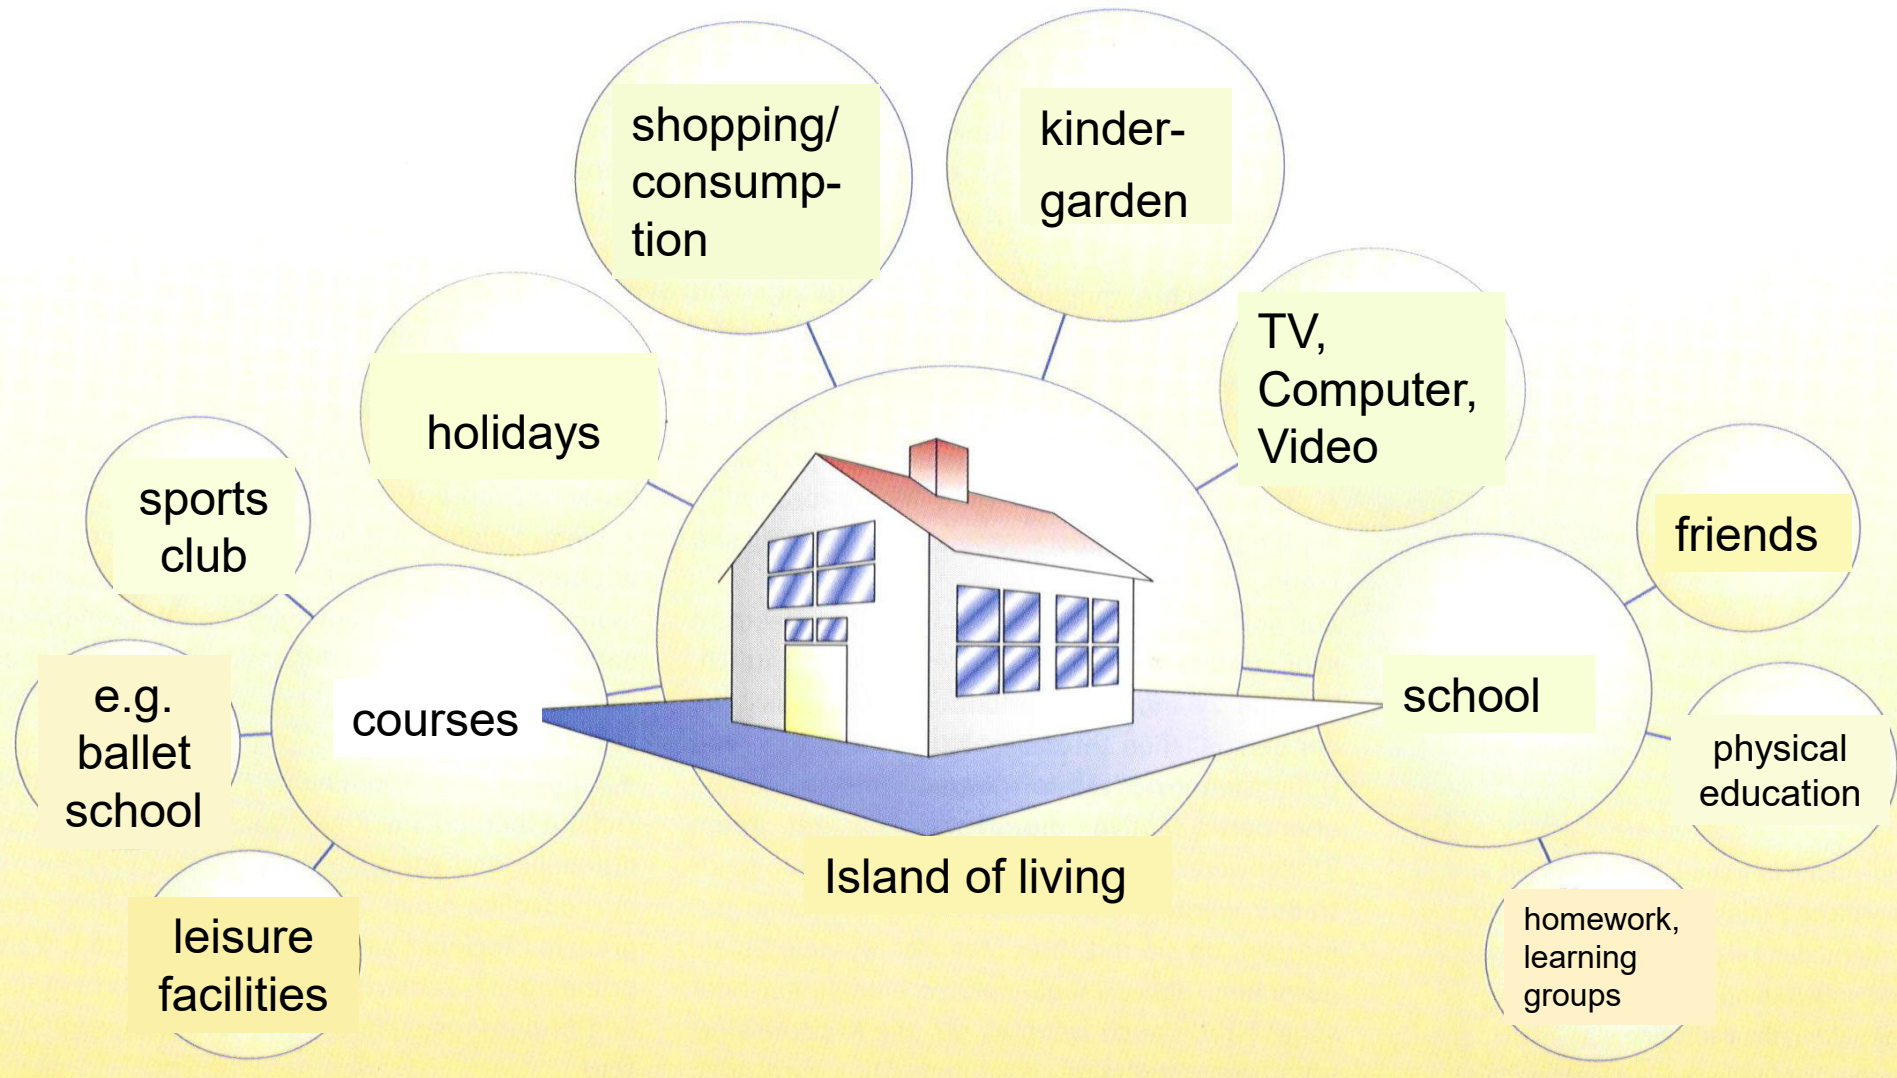 shopping/
consump-
tion
kinder-
garden
TV,
Computer,
Video
holidays
sports
club
friends
e.g.
ballet
school
courses
school
physical
education
Island of living
leisure
facilities
homework,
learning
groups